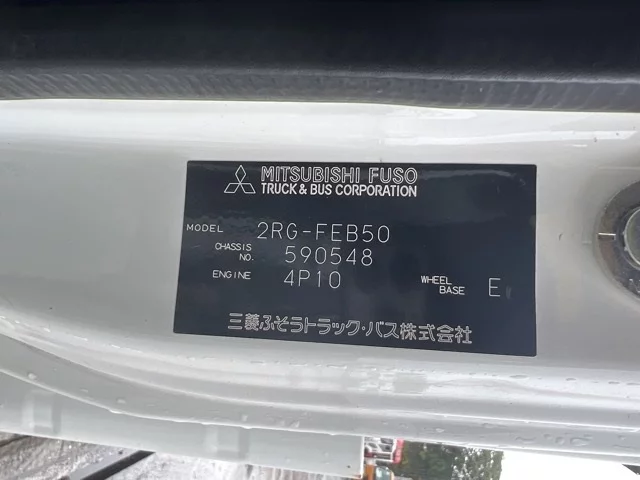 MITSUBISHI FUSO
TRUCK & BUS CORPORATION
MODEL 2RG-FEB50
CHASSIS NO. 590548
ENGINE 4P10 WHEEL BASE E
三菱ふそうトラック・バス株式会社